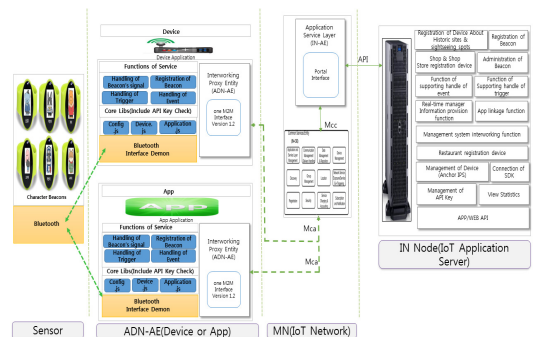 Character Beacons
Bluetooth
Sensor
Device
Device Application
Functions of Service
Handling of Beacon's signal
Registration of Beacon
Handling of Trigger
Handling of Event
Core Libs(Include API Key Check)
Config .js
Device. js
Application .js
Bluetooth
Interface Demon
Interworking
Proxy Entity
(ADN-AE)
one M2M
Interface
Version 1.2
App
App
App Application
Functions of Service
Handling of Beacon's signal
Registration of Beacon
Handling of Trigger
Handling of Event
Core Libs(Include API Key Check)
Config .js
Device .js
Application .js
Bluetooth
Interface Demon
Interworking
Proxy Entity
(ADN-AE)
one M2M
Interface
Version 1.2
ADN-AE(Device or App)
Application
Service Layer
(IN-AE)
Portal
Interface
Mcc
Discovery
Group Management
Location
Registration
Security
Mca
Mca
MN(IoT Network)
API
Registration of Device About
Historic sites &
sightseeing spots
Registration of
Beacon
Shop & Shop
Store registration device
Administration of
Beacon
Function of
supporting handle of
event
Function of
Supporting handle of
trigger
Real-time manager
Information provision
function
App linkage function
Management system interworking function
Restaurant registration device
Management of Device
(Anchor IPS)
Connection of
SDK
Management of
API Key
View Statistics
APP/WEB API
IN Node(IoT Application
Server)